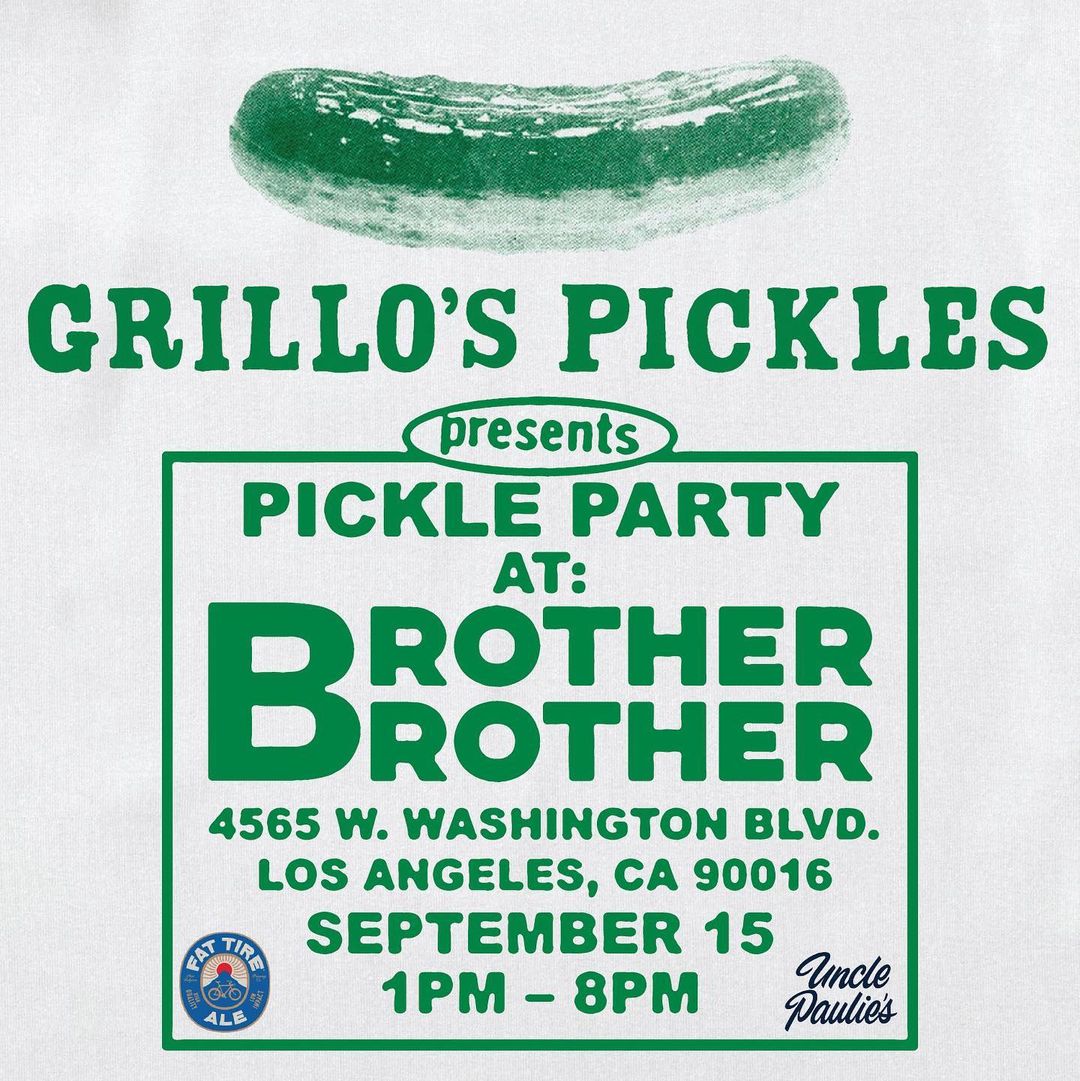 GRILLO'S PICKLES
presents
PICKLE PARTY
AT:
BROTHER
BROTHER
4565 W. WASHINGTON BLVD.
LOS ANGELES, CA 90016
SEPTEMBER 15
1PM – 8PM
FAT TIRE
ALE
Uncle
Paulie's